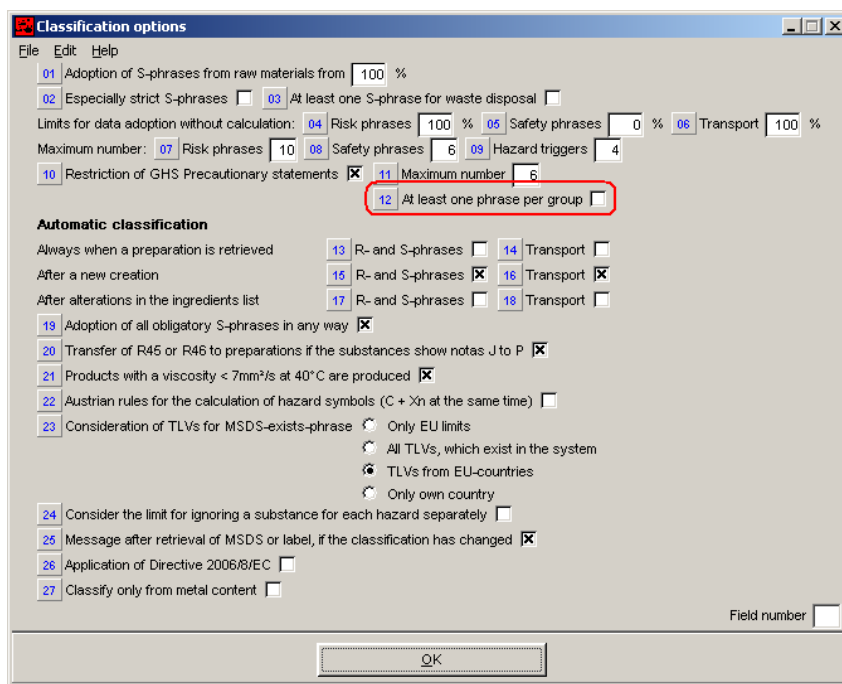 Classification options
File Edit Help
01 Adoption of S-phrases from raw materials from 100 %
02 Especially strict S-phrases 03 At least one S-phrase for waste disposal
Limits for data adoption without calculation: 04 Risk phrases 100 % 05 Safety phrases 0 % 06 Transport 100 %
Maximum number: 07 Risk phrases 10 08 Safety phrases 6 09 Hazard triggers 4
10 Restriction of GHS Precautionary statements 11 Maximum number 6
12 At least one phrase per group
Automatic classification
Always when a preparation is retrieved 13 R- and S-phrases 14 Transport
After a new creation 15 R- and S-phrases 16 Transport
After alterations in the ingredients list 17 R- and S-phrases 18 Transport
19 Adoption of all obligatory S-phrases in any way
20 Transfer of R45 or R46 to preparations if the substances show notas J to P
21 Products with a viscosity < 7mm²/s at 40°C are produced
22 Austrian rules for the calculation of hazard symbols (C + Xn at the same time)
23 Consideration of TLVs for MSDS-exists-phrase Only EU limits
All TLVs, which exist in the system
TLVs from EU-countries
Only own country
24 Consider the limit for ignoring a substance for each hazard separately
25 Message after retrieval of MSDS or label, if the classification has changed
26 Application of Directive 2006/8/EC
27 Classify only from metal content
Field number
OK